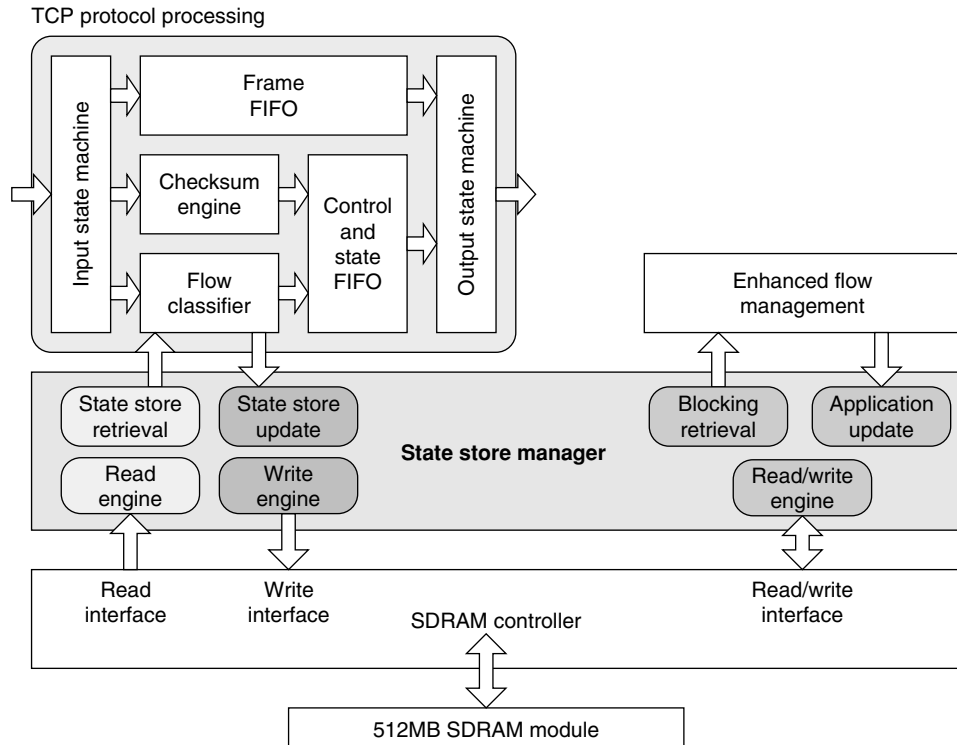 TCP protocol processing
Input state machine
Frame
FIFO
Checksum
engine
Flow
classifier
Control
and
state
FIFO
Output state machine
Enhanced flow
management
State store
retrieval
State store
update
Blocking
retrieval
Application
update
State store manager
Read
engine
Write
engine
Read/write
engine
Read
interface
Write
interface
Read/write
interface
SDRAM controller
512MB SDRAM module